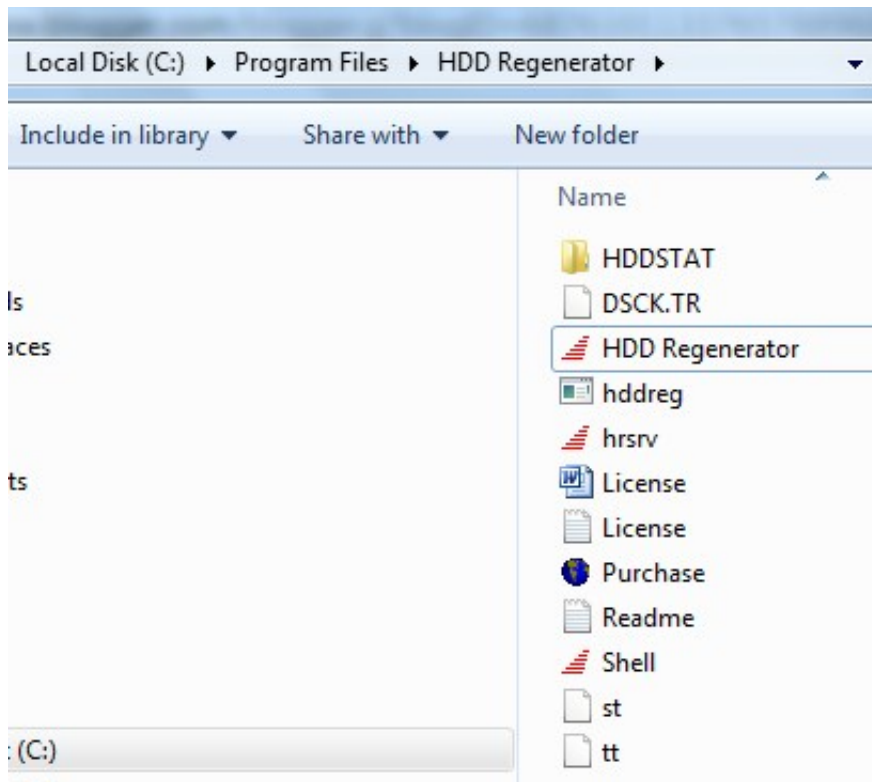 Local Disk (C:) ▸ Program Files ▸ HDD Regenerator ▸
Include in library Share with New folder
Name
HDDSTAT
ls
DSCK.TR
aces
HDD Regenerator
hddreg
hrsrv
ts
License
License
Purchase
Readme
Shell
st
(C:)
tt